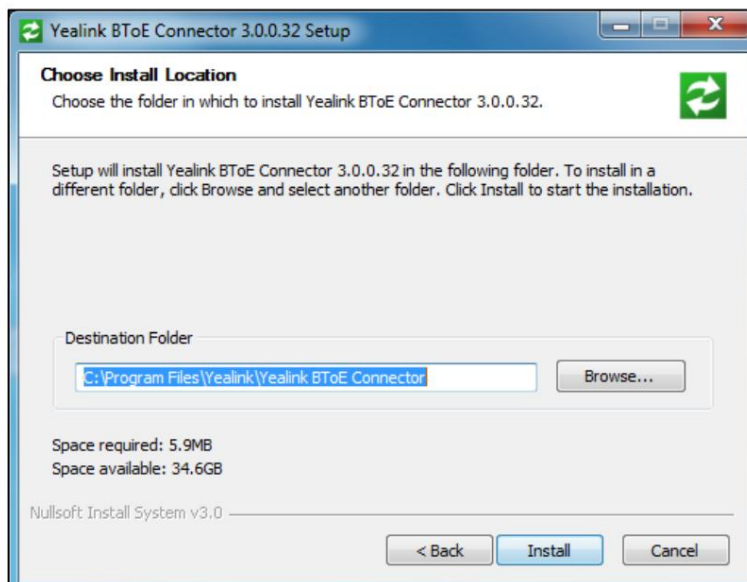 Yealink BToE Connector 3.0.0.32 Setup
Choose Install Location
Choose the folder in which to install Yealink BToE Connector 3.0.0.32.
Setup will install Yealink BToE Connector 3.0.0.32 in the following folder. To install in a
different folder, click Browse and select another folder. Click Install to start the installation.
Destination Folder
C:\Program Files\Yealink\Yealink BToE Connector
Browse...
Space required: 5.9MB
Space available: 34.6GB
Nullsoft Install System v3.0
< Back
Install
Cancel